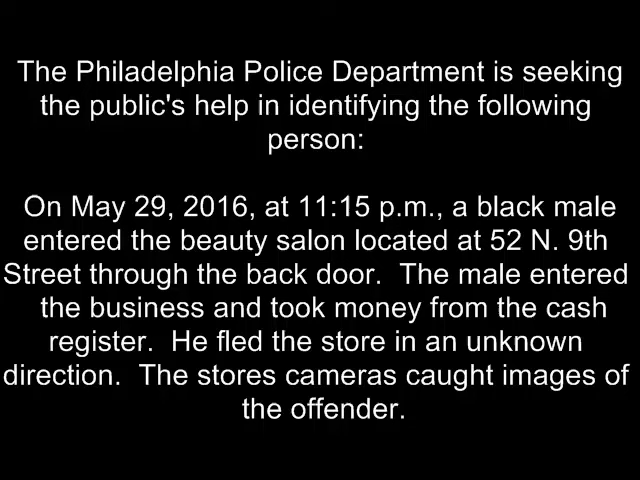 The Philadelphia Police Department is seeking
the public's help in identifying the following
person:
On May 29, 2016, at 11:15 p.m., a black male
entered the beauty salon located at 52 N. 9th
Street through the back door.  The male entered
the business and took money from the cash
register.  He fled the store in an unknown
direction.  The stores cameras caught images of
the offender.